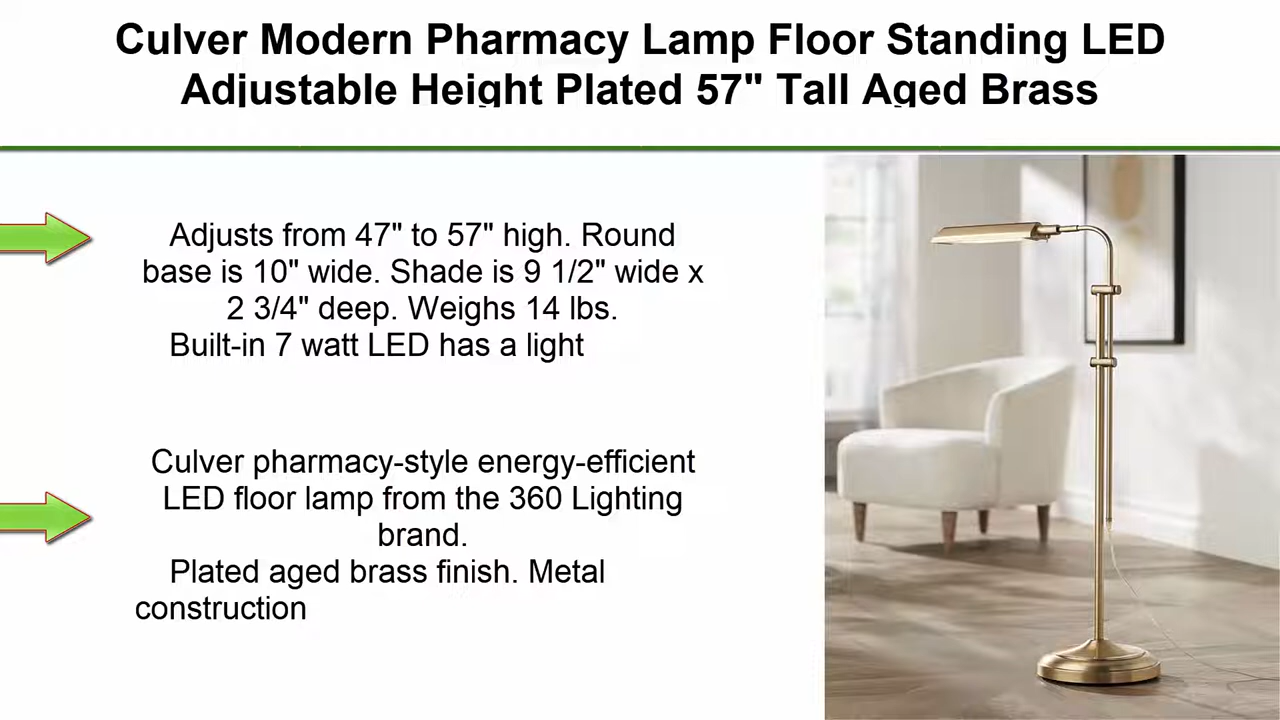 Culver Modern Pharmacy Lamp Floor Standing LED
Adjustable Height Plated 57" Tall Aged Brass
Adjusts from 47" to 57" high. Round
base is 10" wide. Shade is 9 1/2" wide x
2 3/4" deep. Weighs 14 lbs.
Built-in 7 watt LED has a light
Culver pharmacy-style energy-efficient
LED floor lamp from the 360 Lighting
brand.
Plated aged brass finish. Metal
construction